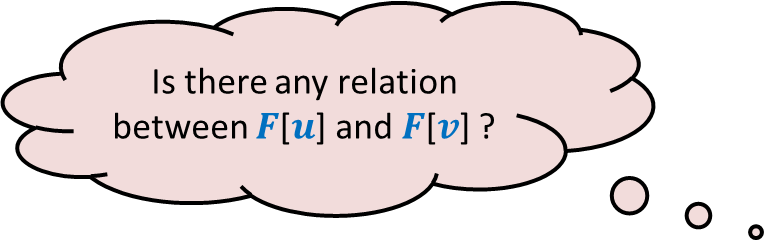 Is there any relation
between F[u] and F[v] ?